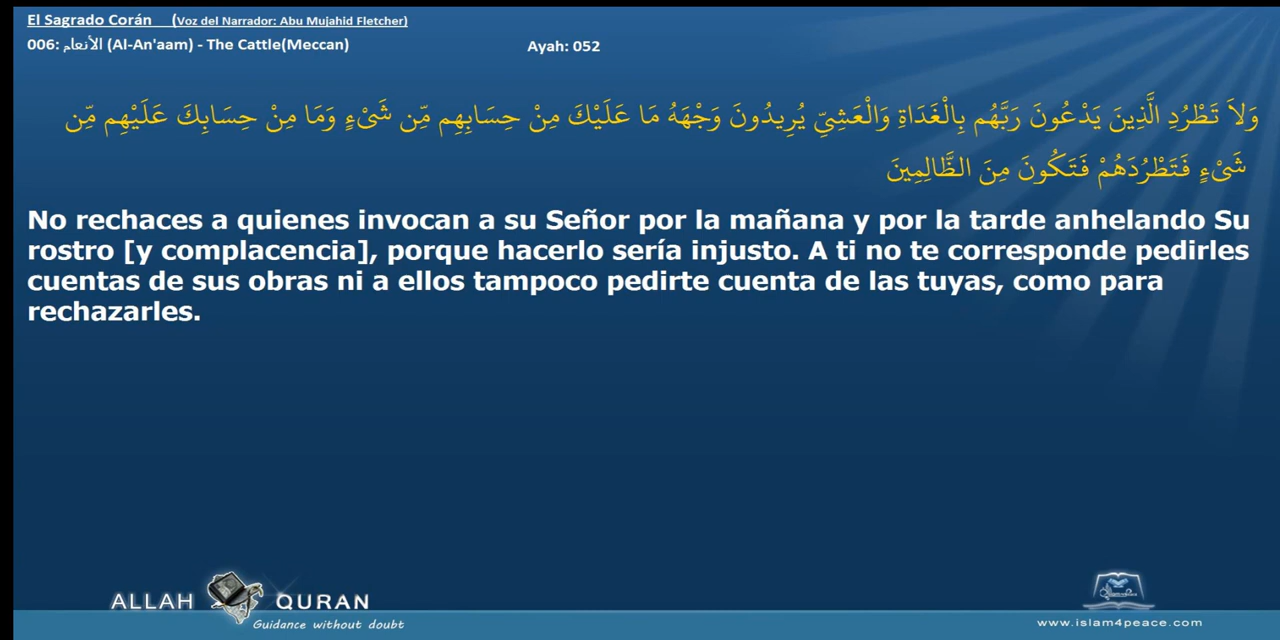 El Sagrado Corán (Voz del Narrador: Abu Mujahid Fletcher)
006: الأنعام (Al-An'aam) - The Cattle(Meccan)
Ayah: 052
وَلاَ تَطْرُدِ الَّذِينَ يَدْعُونَ رَبَّهُم بِالْغَدَاةِ وَالْعَشِيِّ يُرِيدُونَ وَجْهَهُ مَا عَلَيْكَ مِنْ حِسَابِهِم مِّن شَىْءٍ وَمَا مِنْ حِسَابِكَ عَلَيْهِم مِّن
شَىْءٍ فَتَطْرُدَهُمْ فَتَكُونَ مِنَ الظَّالِمِينَ
No rechaces a quienes invocan a su Señor por la mañana y por la tarde anhelando Su
rostro [y complacencia], porque hacerlo sería injusto. A ti no te corresponde pedirles
cuentas de sus obras ni a ellos tampoco pedirte cuenta de las tuyas, como para
rechazarles.
ALLAH QURAN
Guidance without doubt
www.islam4peace.com